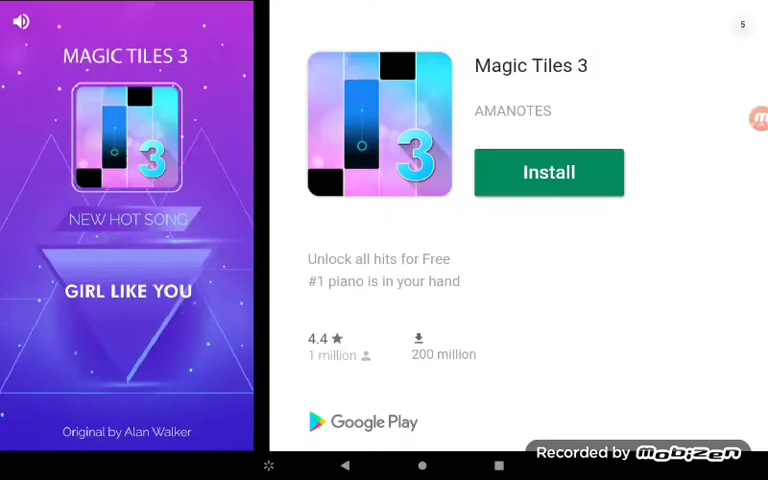 MAGIC TILES 3
3
NEW HOT SONG
GIRL LIKE YOU
Original by Alan Walker
5
3
Magic Tiles 3
AMANOTES
Install
Unlock all hits for Free
#1 piano is in your hand
4.4★
1 million
200 million
Google Play
Recorded by mobizen